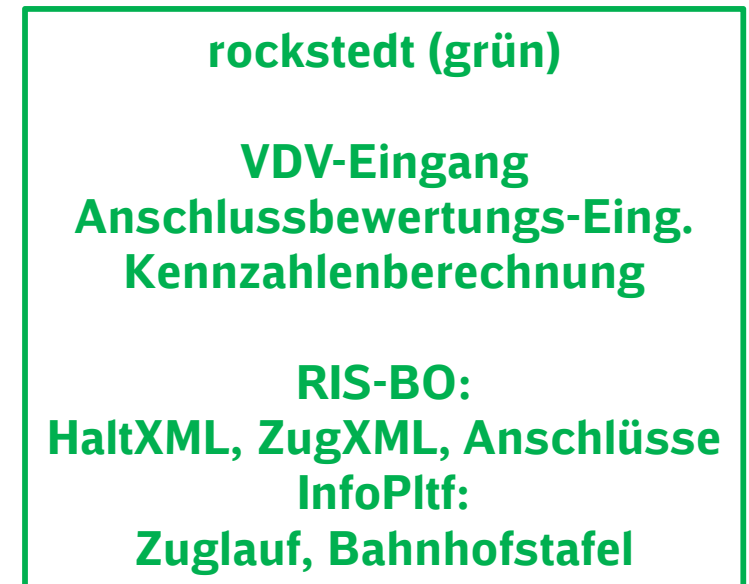 rockstedt (grün)
VDV-Eingang
Anschlussbewertungs-Eing.
Kennzahlenberechnung
RIS-BO:
HaltXML, ZugXML, Anschlüsse
InfoPltf:
Zuglauf, Bahnhofstafel